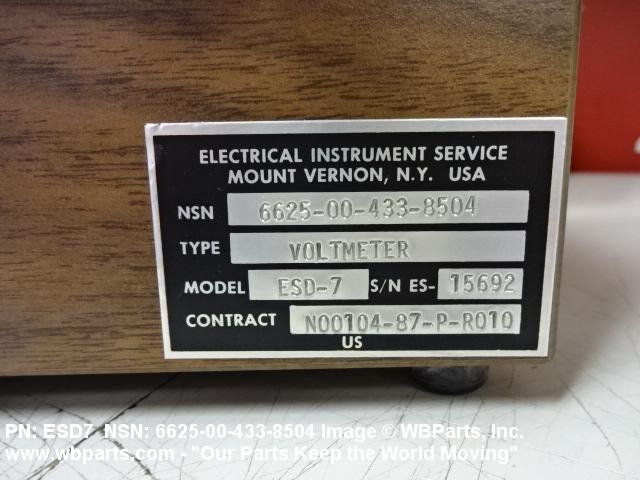 ELECTRICAL INSTRUMENT SERVICE
MOUNT VERNON, N.Y. USA
NSN 6625-00-433-8504
TYPE VOLTMETER
MODEL ESD-7 S/N ES- 15692
CONTRACT N00104-87-P-R010
US
PN: ESD7 NSN: 6625-00-433-8504 Image © WBParts, Inc.
www.wbparts.com - "Our Parts Keep the World Moving"